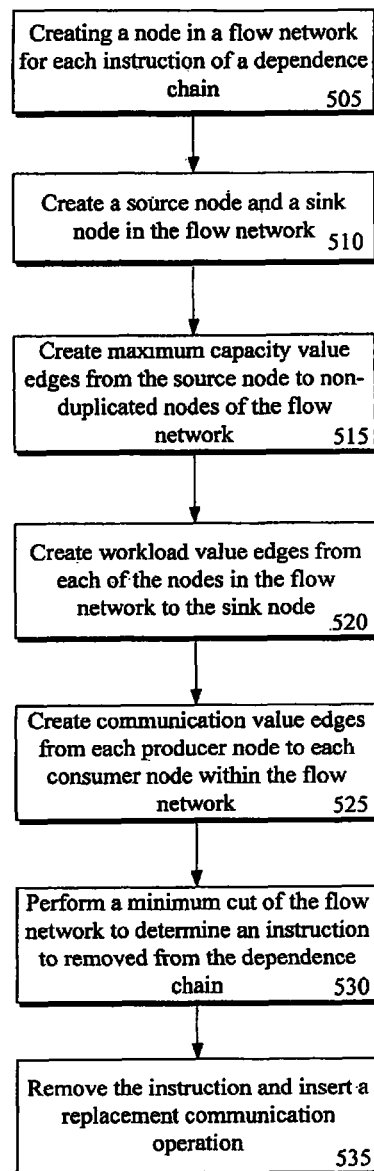 Creating a node in a flow network
for each instruction of a dependence
chain
505
Create a source node and a sink
node in the flow network
510
Create maximum capacity value
edges from the source node to non-
duplicated nodes of the flow
network
515
Create workload value edges from
each of the nodes in the flow
network to the sink node
520
Create communication value edges
from each producer node to each
consumer node within the flow
network
525
Perform a minimum cut of the flow
network to determine an instruction
to removed from the dependence
chain
530
Remove the instruction and insert a
replacement communication
operation
535